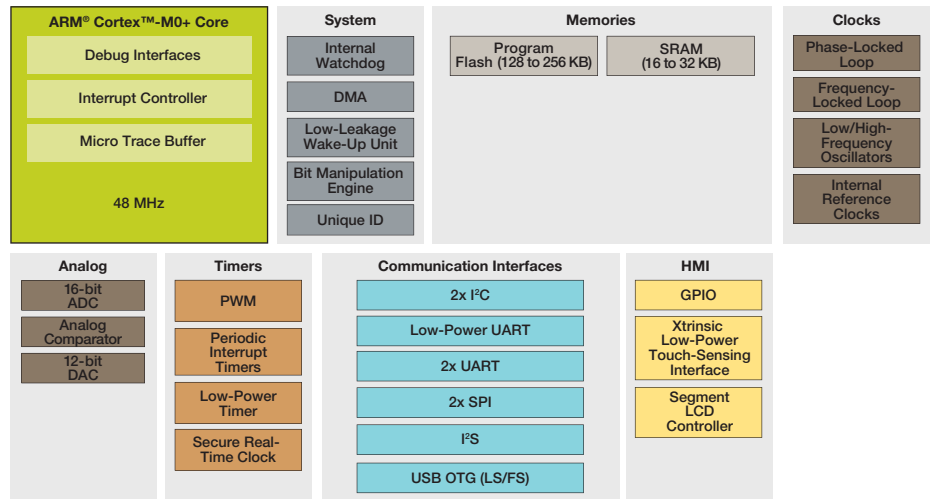 ARM® Cortex™-M0+ Core
Debug Interfaces
Interrupt Controller
Micro Trace Buffer
48 MHz
System
Internal
Watchdog
DMA
Low-Leakage
Wake-Up Unit
Bit Manipulation
Engine
Unique ID
Memories
Program
Flash (128 to 256 KB)
SRAM
(16 to 32 KB)
Clocks
Phase-Locked
Loop
Frequency-
Locked Loop
Low/High-
Frequency
Oscillators
Internal
Reference
Clocks
Analog
16-bit
ADC
Analog
Comparator
12-bit
DAC
Timers
PWM
Periodic
Interrupt
Timers
Low-Power
Timer
Secure Real-
Time Clock
Communication Interfaces
2x I²C
Low-Power UART
2x UART
2x SPI
I²S
USB OTG (LS/FS)
HMI
GPIO
Xtrinsic
Low-Power
Touch-Sensing
Interface
Segment
LCD
Controller